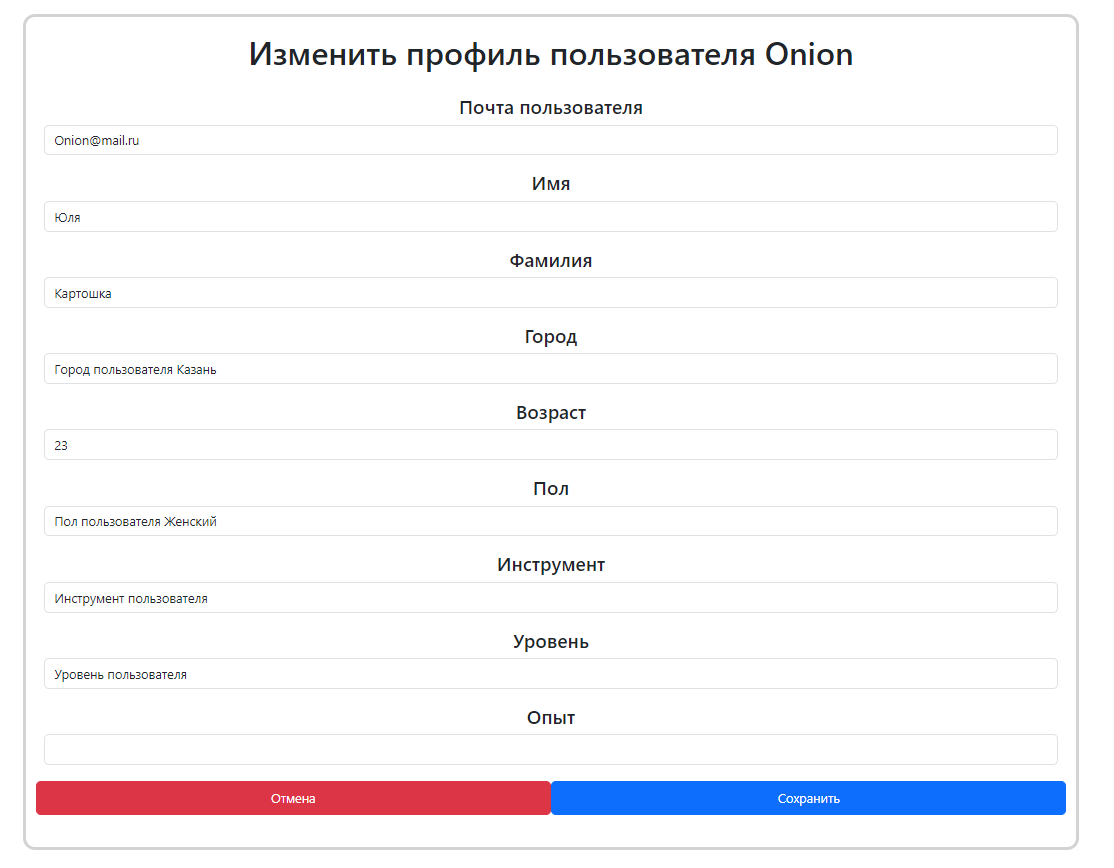 Изменить профиль пользователя Onion
Почта пользователя
Onion@mail.ru
Имя
Юля
Фамилия
Картошка
Город
Город пользователя Казань
Возраст
23
Пол
Пол пользователя Женский
Инструмент
Инструмент пользователя
Уровень
Уровень пользователя
Опыт
Отмена
Сохранить